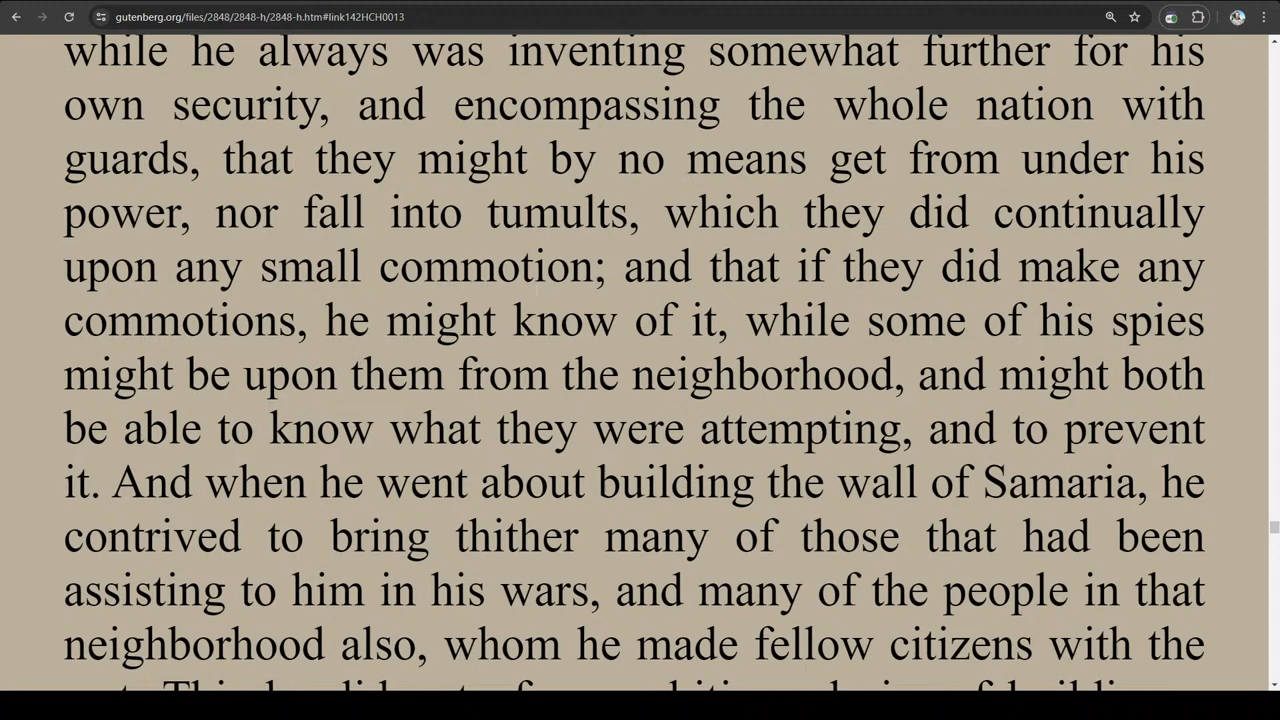 gutenberg.org/files/2848/2848-h/2848-h.htm#link142HCH0013
while he always was inventing somewhat further for his
own security, and encompassing the whole nation with
guards, that they might by no means get from under his
power, nor fall into tumults, which they did continually
upon any small commotion; and that if they did make any
commotions, he might know of it, while some of his spies
might be upon them from the neighborhood, and might both
be able to know what they were attempting, and to prevent
it. And when he went about building the wall of Samaria, he
contrived to bring thither many of those that had been
assisting to him in his wars, and many of the people in that
neighborhood also, whom he made fellow citizens with the